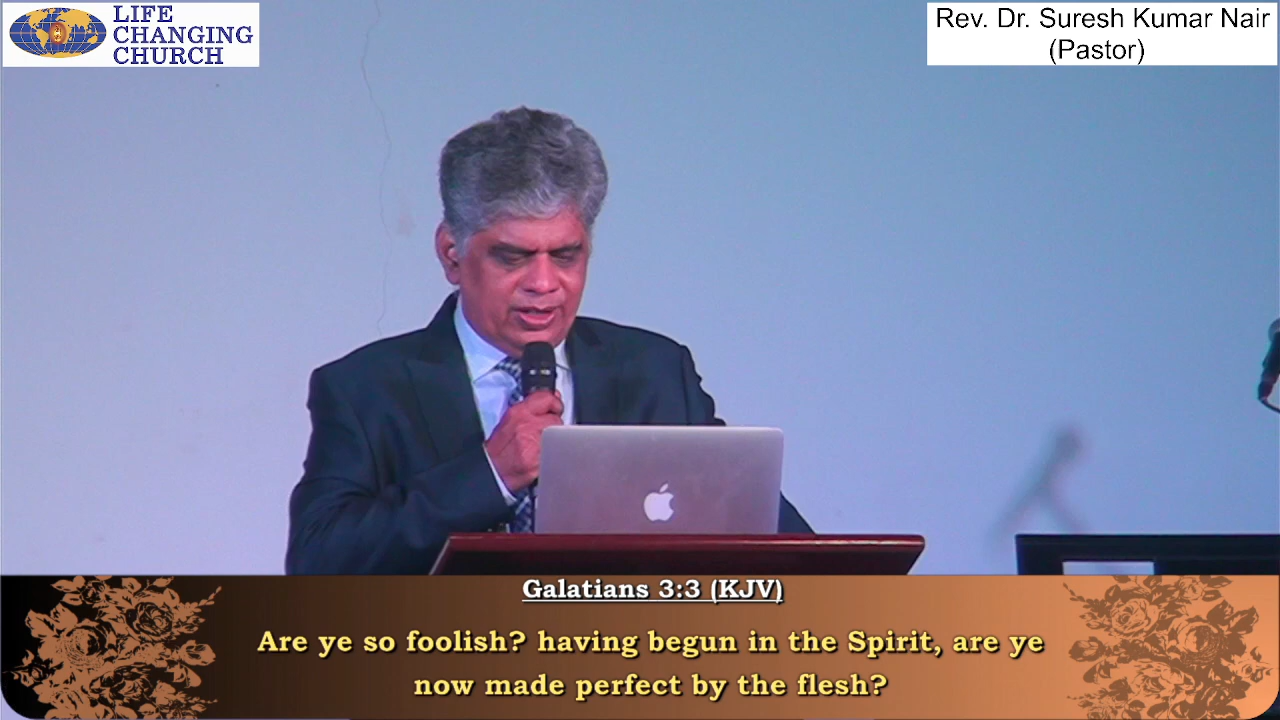 LIFE
CHANGING
CHURCH
Rev. Dr. Suresh Kumar Nair
(Pastor)
Galatians 3:3 (KJV)
Are ye so foolish? having begun in the Spirit, are ye
now made perfect by the flesh?